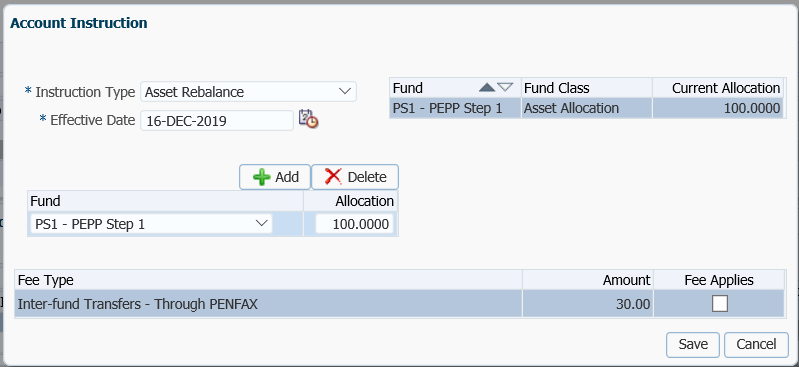 Account Instruction
* Instruction Type Asset Rebalance
* Effective Date 16-DEC-2019
Fund Fund Class Current Allocation
PS1 - PEPP Step 1 Asset Allocation 100.0000
Add Delete
Fund Allocation
PS1 - PEPP Step 1 100.0000
Fee Type Amount Fee Applies
Inter-fund Transfers - Through PENFAX 30.00
Save Cancel